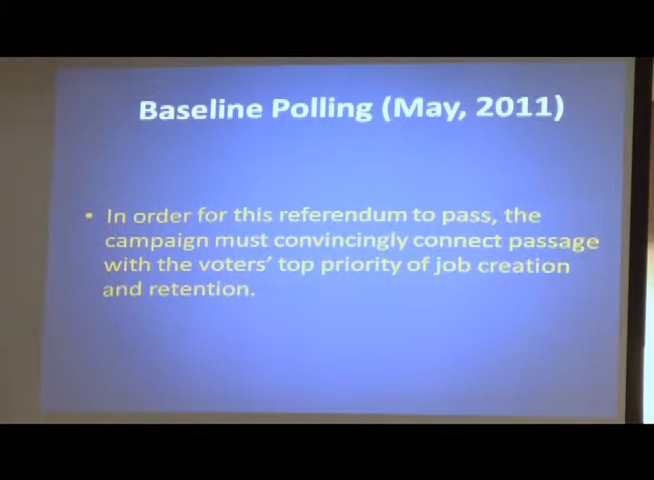 Baseline Polling (May, 2011)
• In order for this referendum to pass, the
campaign must convincingly connect passage
with the voters’ top priority of job creation
and retention.